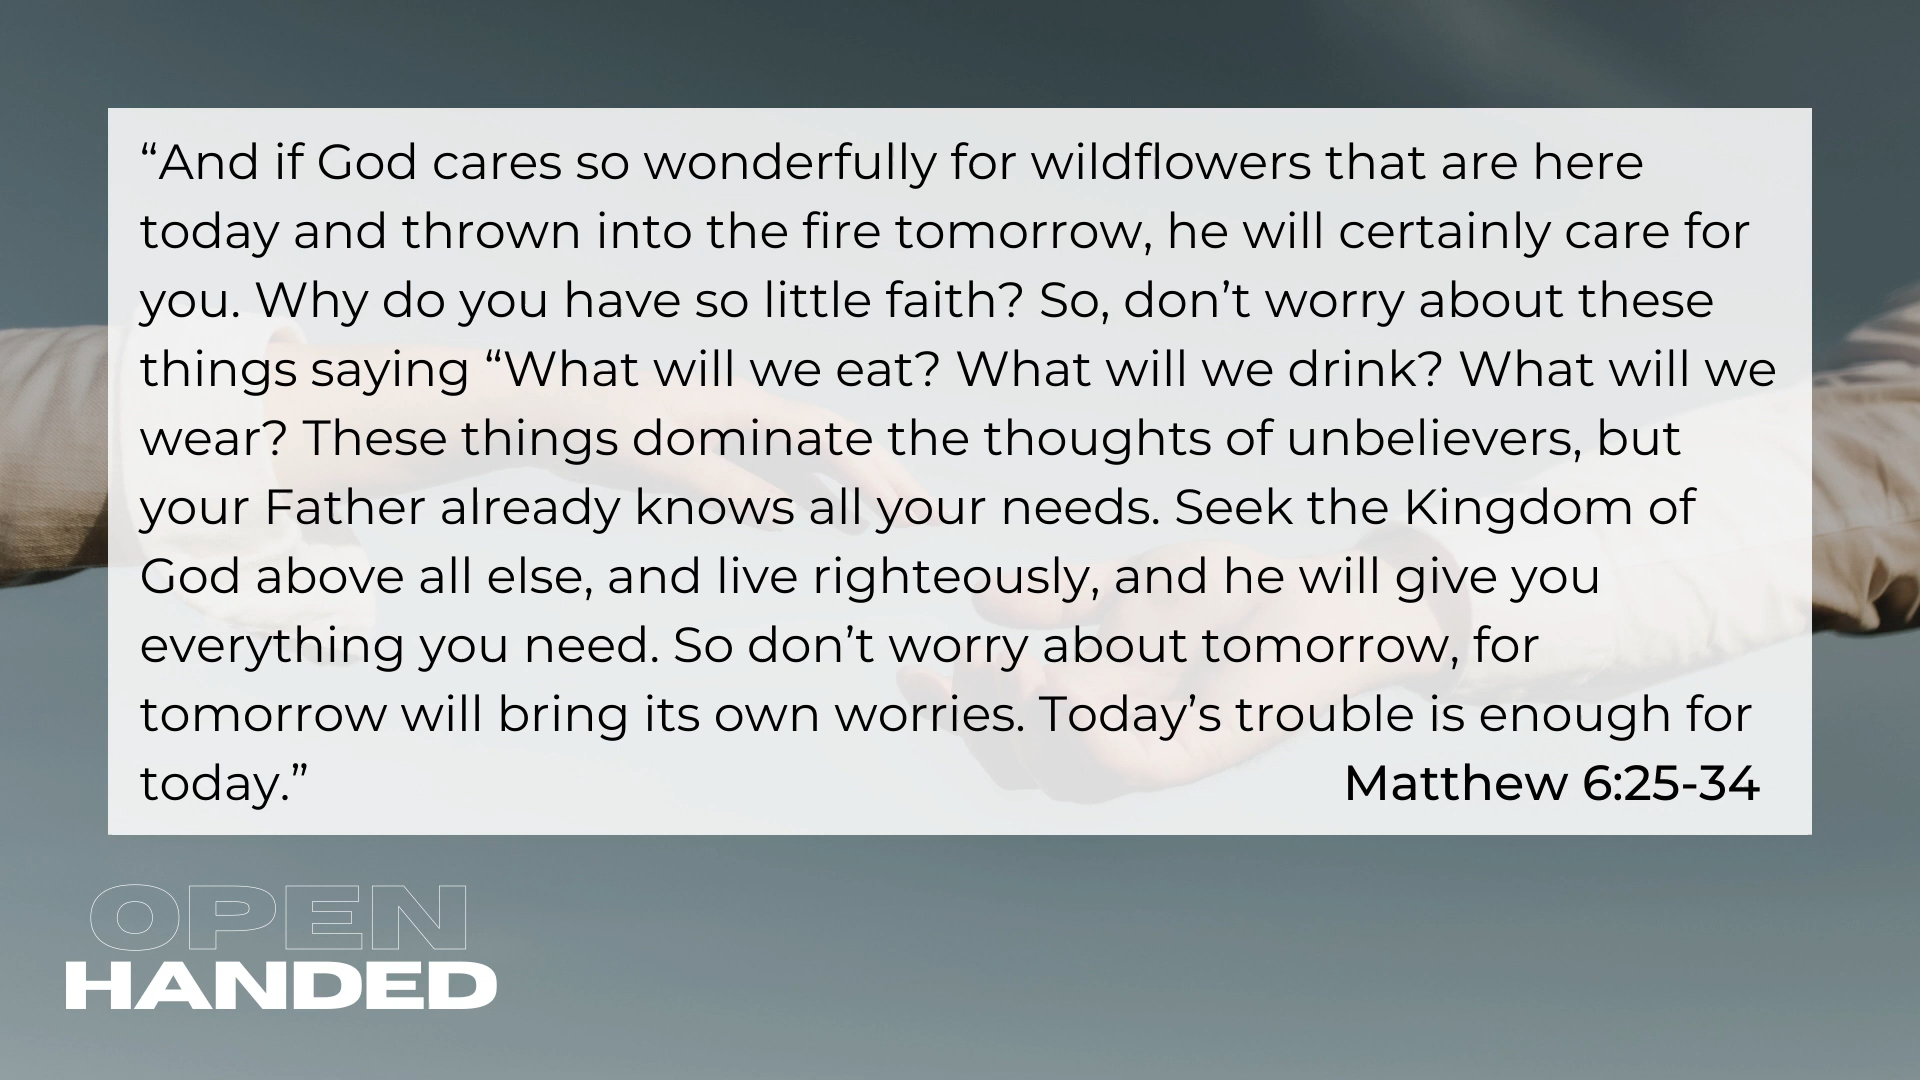 “And if God cares so wonderfully for wildflowers that are here
today and thrown into the fire tomorrow, he will certainly care for
you. Why do you have so little faith? So, don’t worry about these
things saying “What will we eat? What will we drink? What will we
wear? These things dominate the thoughts of unbelievers, but
your Father already knows all your needs. Seek the Kingdom of
God above all else, and live righteously, and he will give you
everything you need. So don’t worry about tomorrow, for
tomorrow will bring its own worries. Today’s trouble is enough for
today.”
Matthew 6:25-34
OPEN
HANDED